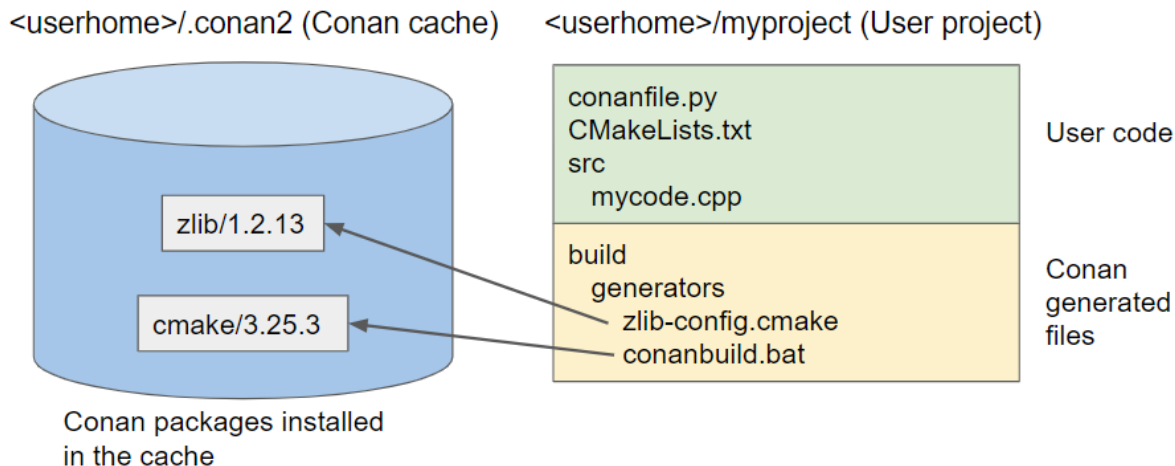 <userhome>/.conan2 (Conan cache)
zlib/1.2.13
cmake/3.25.3
Conan packages installed
in the cache
<userhome>/myproject (User project)
conanfile.py
CMakeLists.txt
src
mycode.cpp
User code
build
generators
zlib-config.cmake
conanbuild.bat
Conan
generated
files